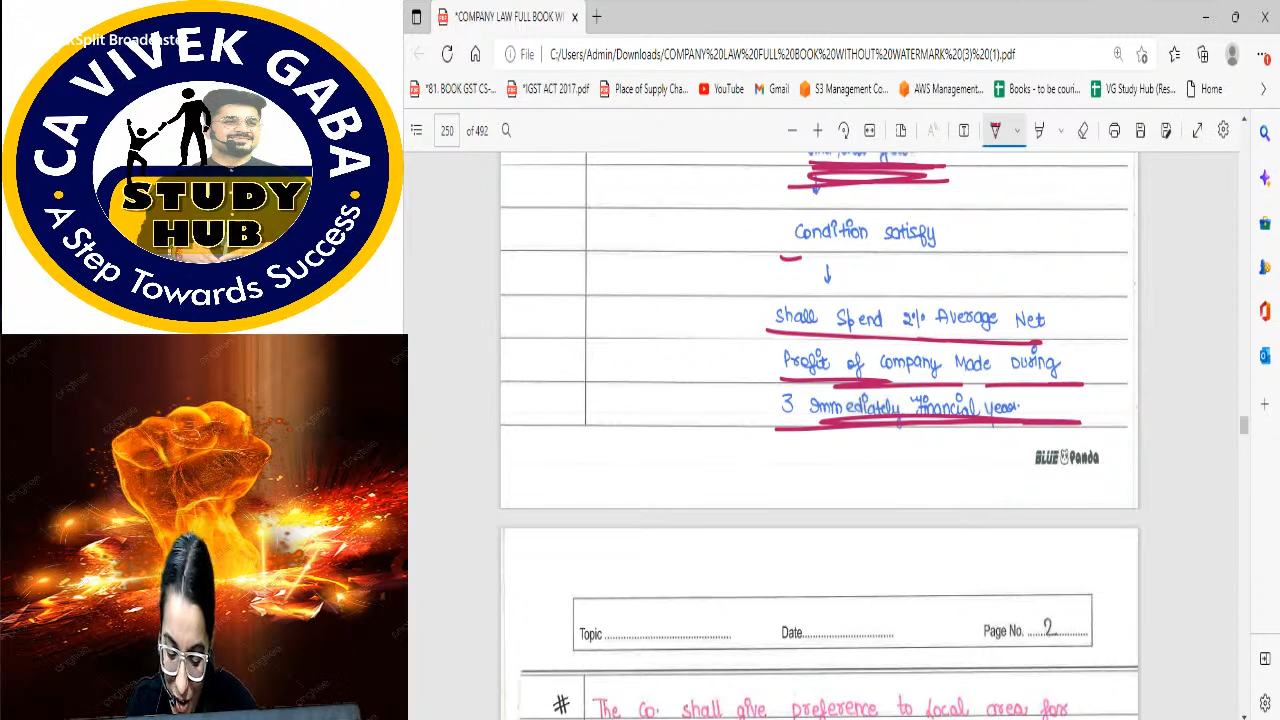 Split Broadcaster
CA VIVEK GABA
STUDY
HUB
A Step Towards Success
*COMPANY LAW FULL BOOK WI
File
C:/Users/Admin/Downloads/COMPANY%20LAW%20FULL%20BOOK%20WITHOUT%20WATERMARK%20(3)%20(1).pdf
*81. BOOK GST CS-...
*IGST ACT 2017.pdf
Place of Supply Cha...
YouTube
Gmail
S3 Management Co...
AWS Management...
Books - to be couri...
VG Study Hub (Res...
Home
250 of 492
Condition satisfy
Shall Spend 2% Average Net
Profit of Company Made During
3 Immediately financial year.
BLUE Panda
Topic ........................................ Date............................. Page No. ....2............
# The Co. shall give preference to local area for